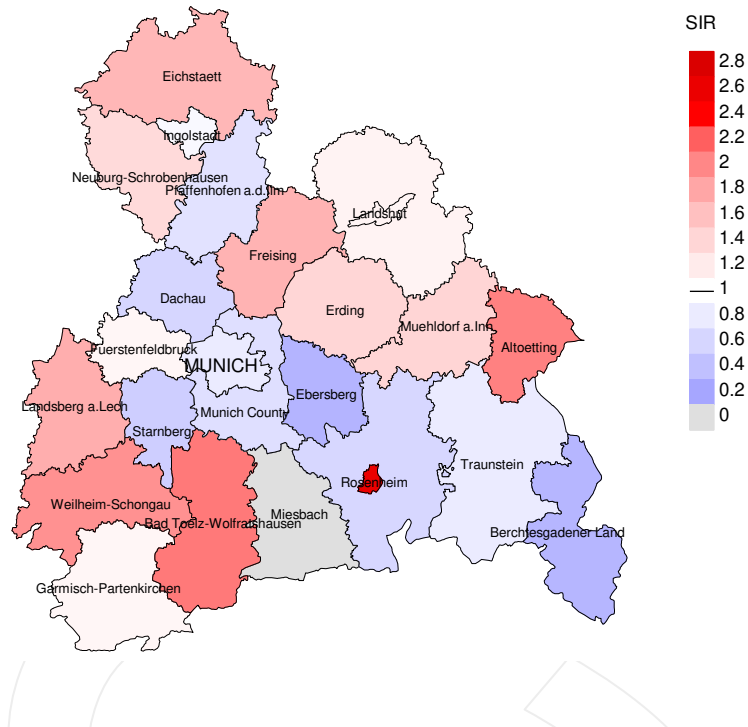 SIR
2.8
2.6
2.4
2.2
2
1.8
1.6
1.4
1.2
1
0.8
0.6
0.4
0.2
0
Eichstaett
Ingolstadt
Neuburg-Schrobenhausen
Pfaffenhofen a.d.Ilm
Landshut
Freising
Dachau
Erding
Muehldorf a.Inn
Altoetting
Fuerstenfeldbruck
MUNICH
Ebersberg
Landsberg a.Lech
Munich County
Starnberg
Traunstein
Rosenheim
Weilheim-Schongau
Miesbach
Bad Toelz-Wolfratshausen
Berchtesgadener Land
Garmisch-Partenkirchen